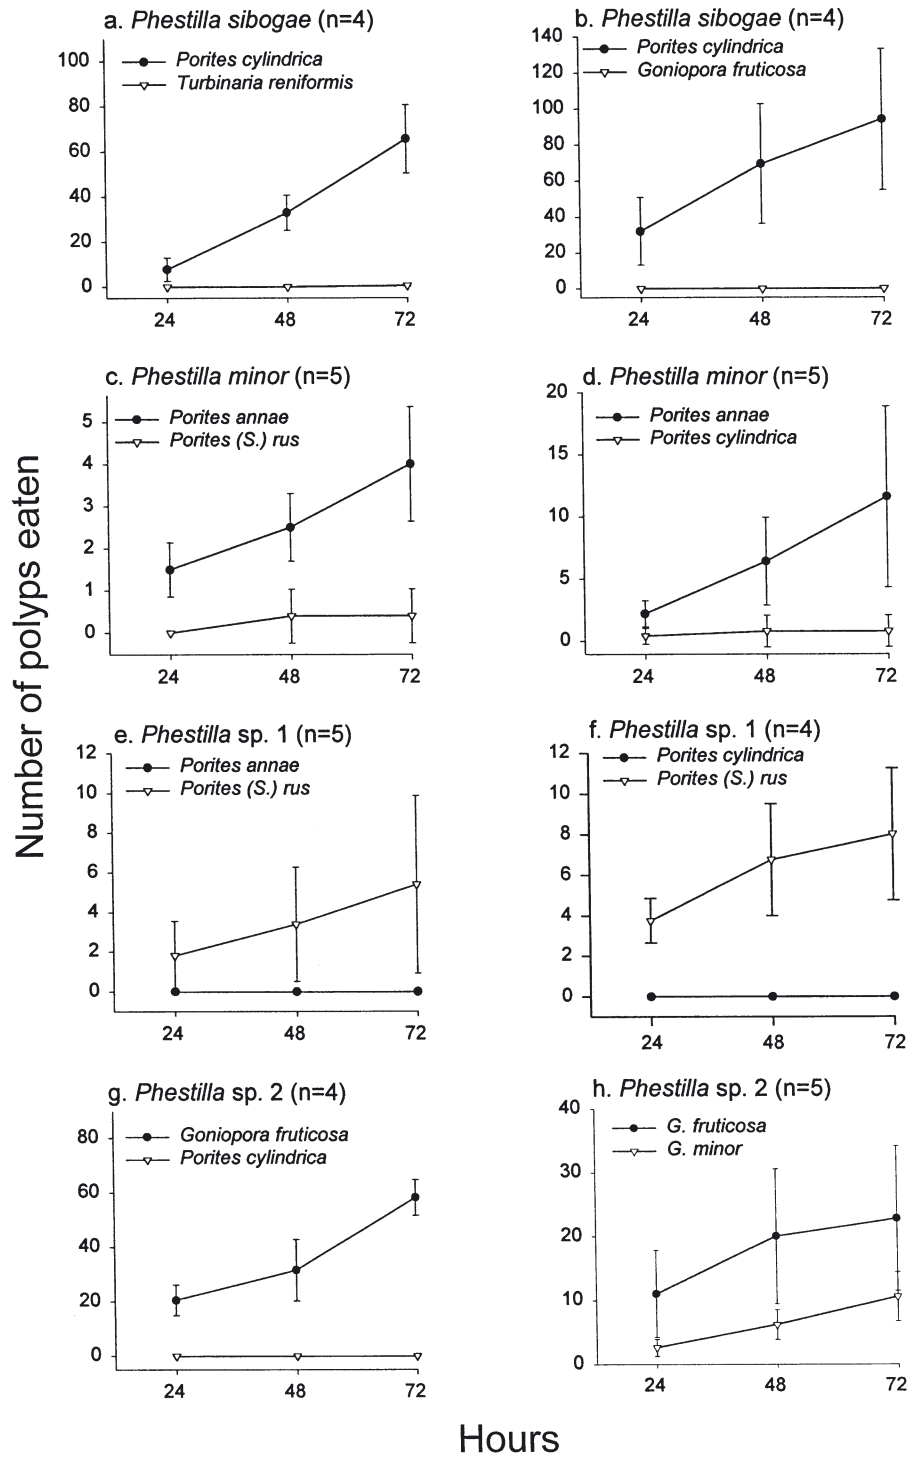 a. Phestilla sibogae (n=4)
Porites cylindrica
Turbinaria reniformis
100
80
60
40
20
0
24 48 72
b. Phestilla sibogae (n=4)
Porites cylindrica
Goniopora fruticosa
140
120
100
80
60
40
20
0
24 48 72
c. Phestilla minor (n=5)
Porites annae
Porites (S.) rus
5
4
3
2
1
0
24 48 72
d. Phestilla minor (n=5)
Porites annae
Porites cylindrica
20
15
10
5
0
24 48 72
Number of polyps eaten
e. Phestilla sp. 1 (n=5)
Porites annae
Porites (S.) rus
12
10
8
6
4
2
0
24 48 72
f. Phestilla sp. 1 (n=4)
Porites cylindrica
Porites (S.) rus
12
10
8
6
4
2
0
24 48 72
g. Phestilla sp. 2 (n=4)
Goniopora fruticosa
Porites cylindrica
80
60
40
20
0
24 48 72
h. Phestilla sp. 2 (n=5)
G. fruticosa
G. minor
40
30
20
10
0
24 48 72
Hours